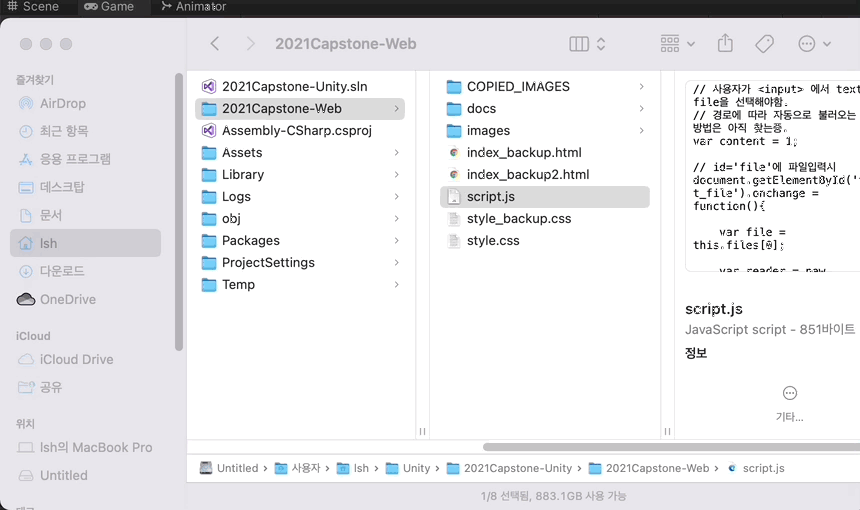 Scene
Game
Animator
2021Capstone-Web
즐겨찾기
AirDrop
최근 항목
응용 프로그램
데스크탑
문서
lsh
다운로드
OneDrive
iCloud
iCloud Drive
공유
위치
lsh의 MacBook Pro
Untitled
2021Capstone-Unity.sln
2021Capstone-Web
Assembly-CSharp.csproj
Assets
Library
Logs
obj
Packages
ProjectSettings
Temp
COPIED_IMAGES
docs
images
index_backup.html
index_backup2.html
script.js
style_backup.css
style.css
// 사용자가 <input> 에서 text
file을 선택해야함.
// 경로에 따라 자동으로 불러오는
방법은 아직 찾는중.
var content = 1;
// id='file'에 파일입력시
document.getElementById('
t_file').onchange =
function(){
var file =
this.files[0];
var reader = new
script.js
JavaScript script - 851바이트
정보
기타...
Untitled › 사용자 › lsh › Unity › 2021Capstone-Unity › 2021Capstone-Web › script.js
1/8 선택됨, 883.1GB 사용 가능